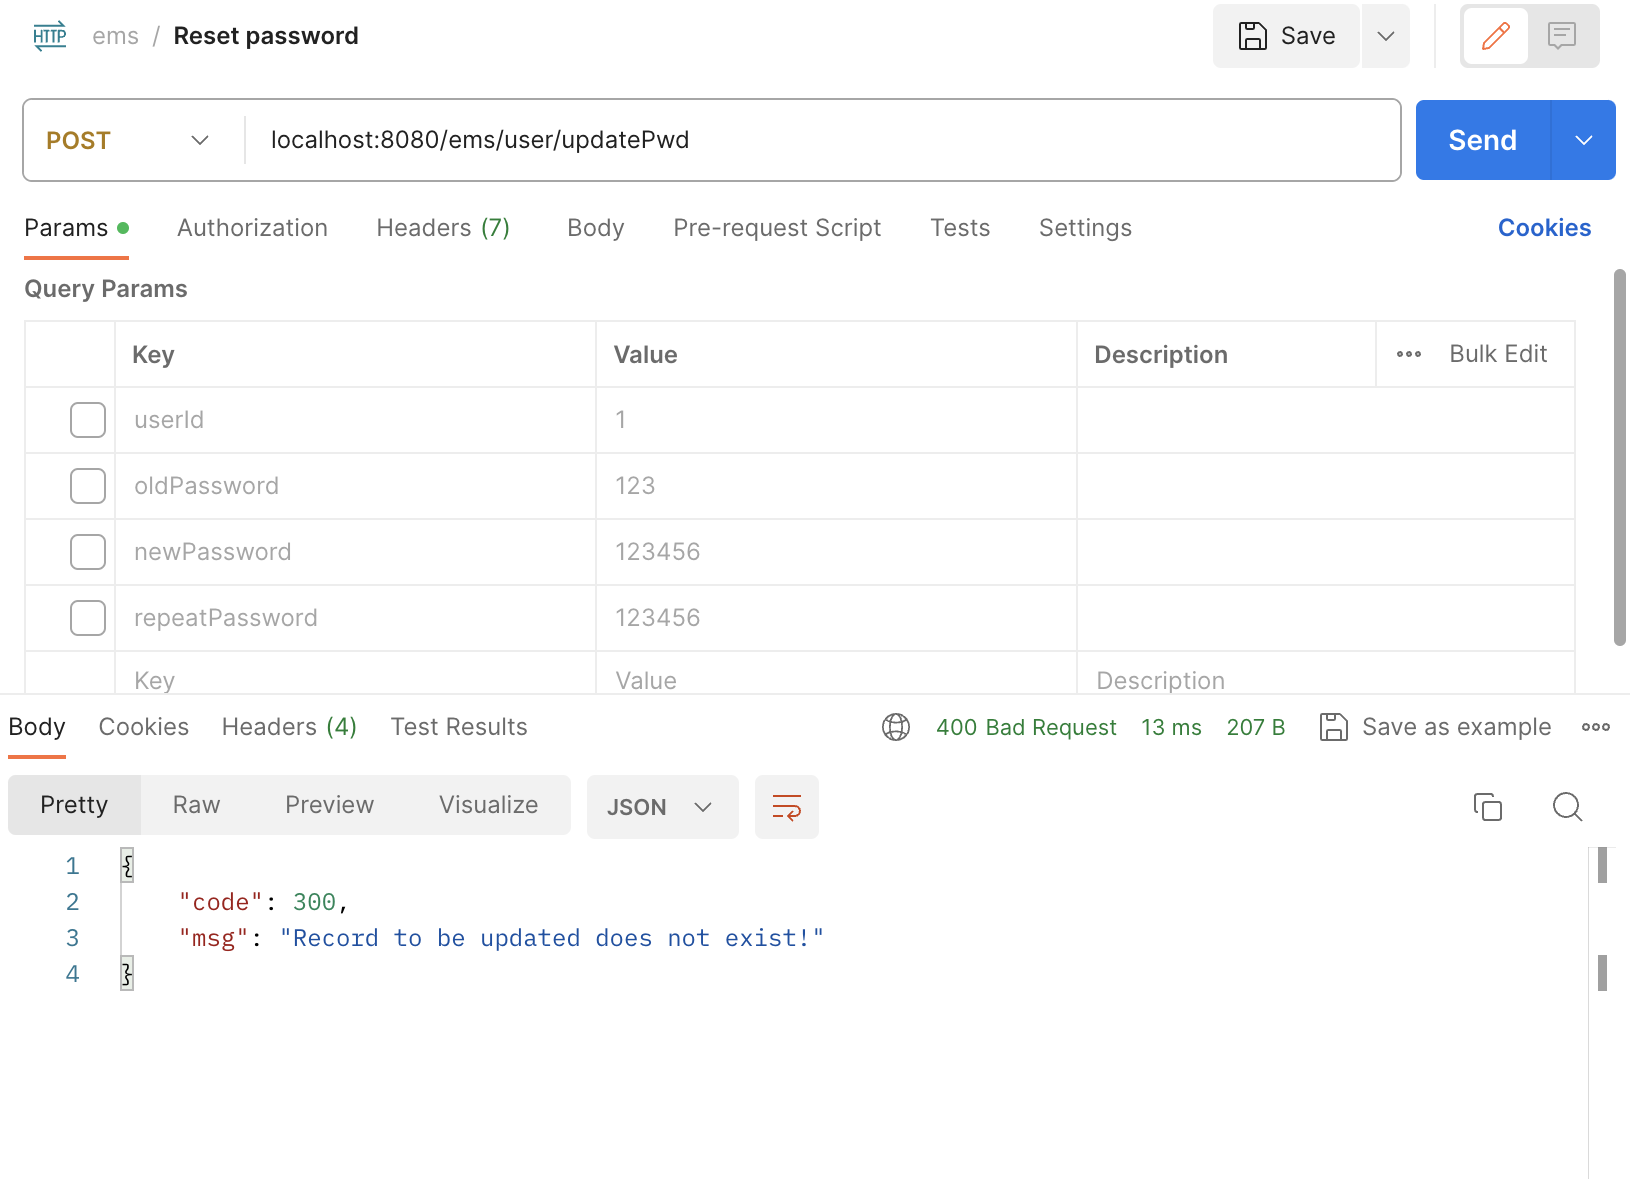 HTTP ems / Reset password Save
POST localhost:8080/ems/user/updatePwd Send
Params Authorization Headers (7) Body Pre-request Script Tests Settings Cookies
Query Params
Key Value Description Bulk Edit
userId 1
oldPassword 123
newPassword 123456
repeatPassword 123456
Key Value Description
Body Cookies Headers (4) Test Results 400 Bad Request 13 ms 207 B Save as example
Pretty Raw Preview Visualize JSON
1 {
2 "code": 300,
3 "msg": "Record to be updated does not exist!"
4 }